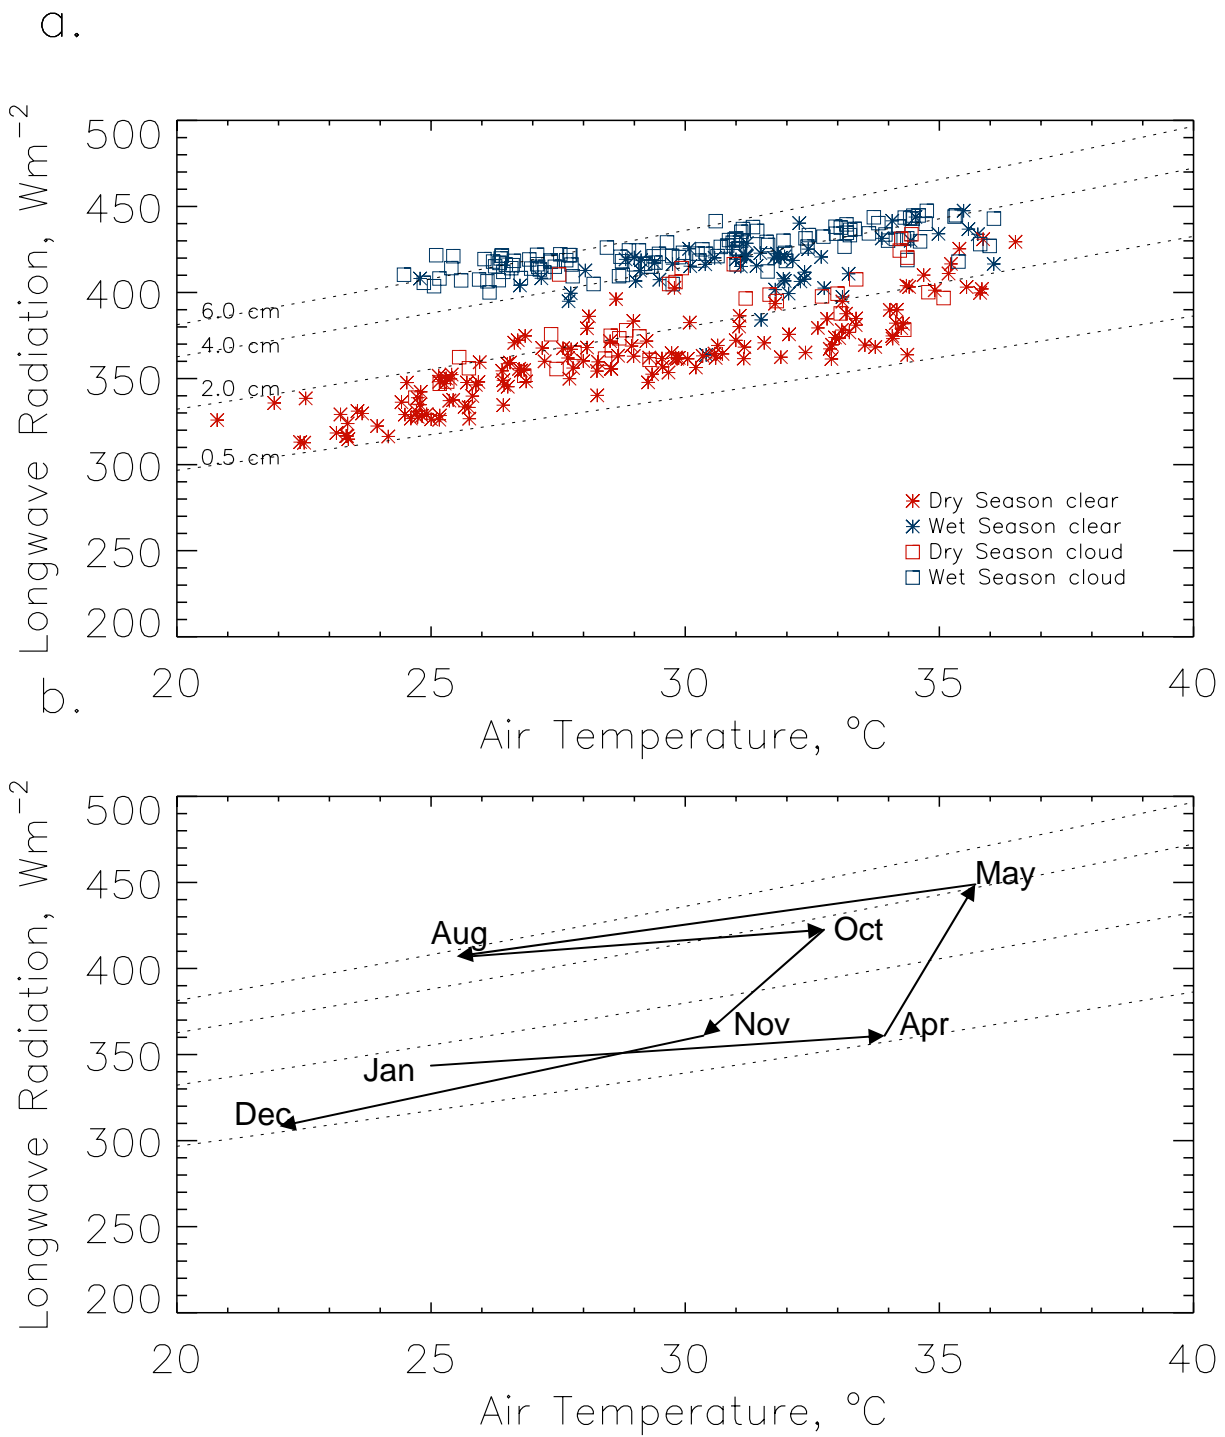 a.
Longwave Radiation, Wm⁻²
500
450
400
350
300
250
200
6.0 cm
4.0 cm
2.0 cm
0.5 cm
Dry Season clear
Wet Season clear
Dry Season cloud
Wet Season cloud
20 25 30 35 40
Air Temperature, °C
b.
Longwave Radiation, Wm⁻²
500
450
400
350
300
250
200
May
Aug
Oct
Nov
Apr
Jan
Dec
20 25 30 35 40
Air Temperature, °C